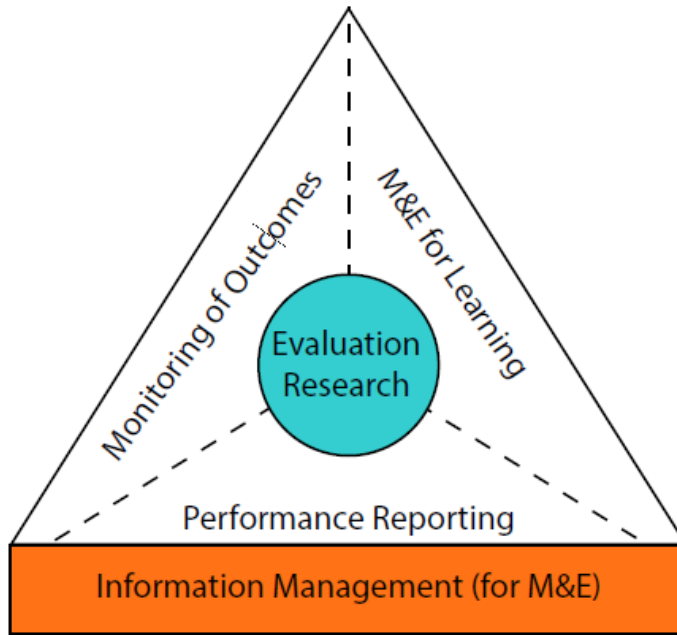 Monitoring of Outcomes
M&E for Learning
Evaluation
Research
Performance Reporting
Information Management (for M&E)